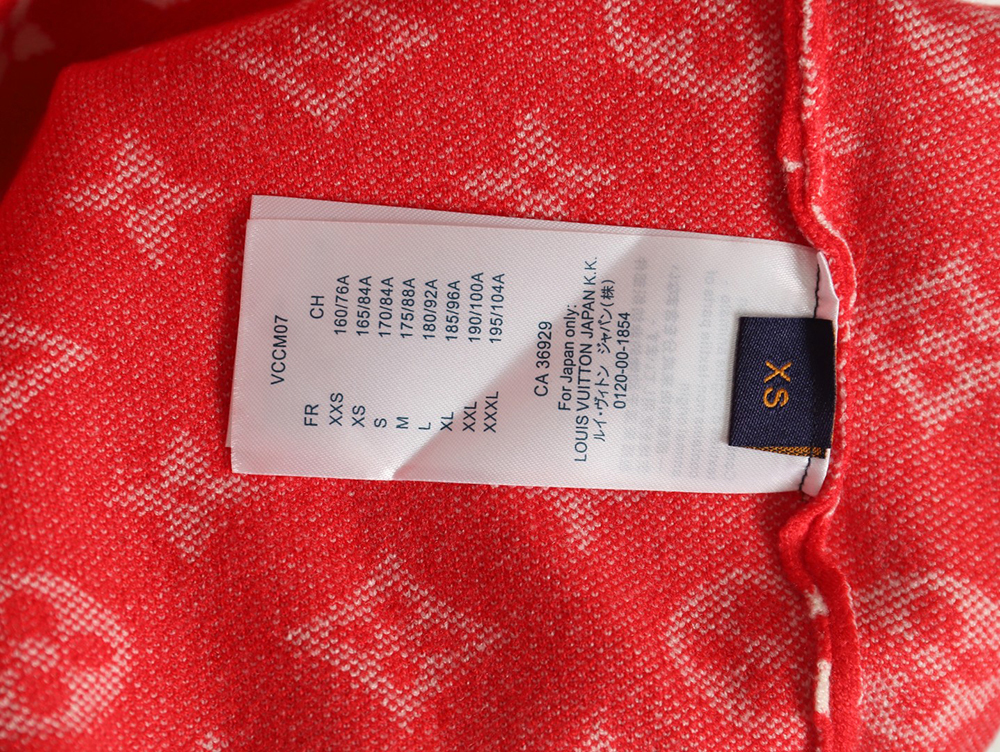 VCCM07
FR CH
XXS 160/76A
XS 165/84A
S 170/84A
M 175/88A
L 180/92A
XL 185/96A
XXL 190/100A
XXXL 195/104A
CA 36929
For Japan only:
LOUIS VUITTON JAPAN K.K.
ルイ・ヴィトン ジャパン(株)
0120-00-1854
XS